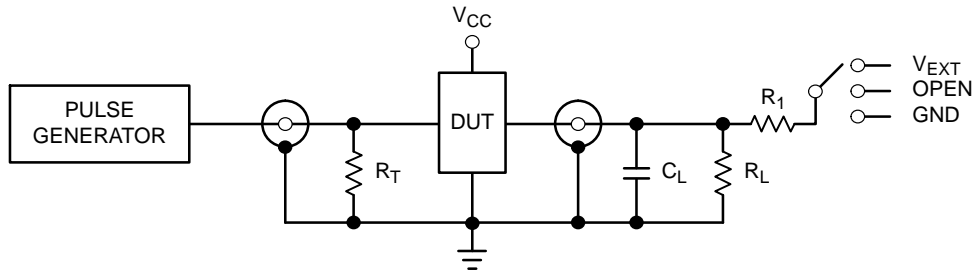 V_CC
PULSE
GENERATOR
R_T
DUT
C_L
R_L
R_1
V_EXT
OPEN
GND